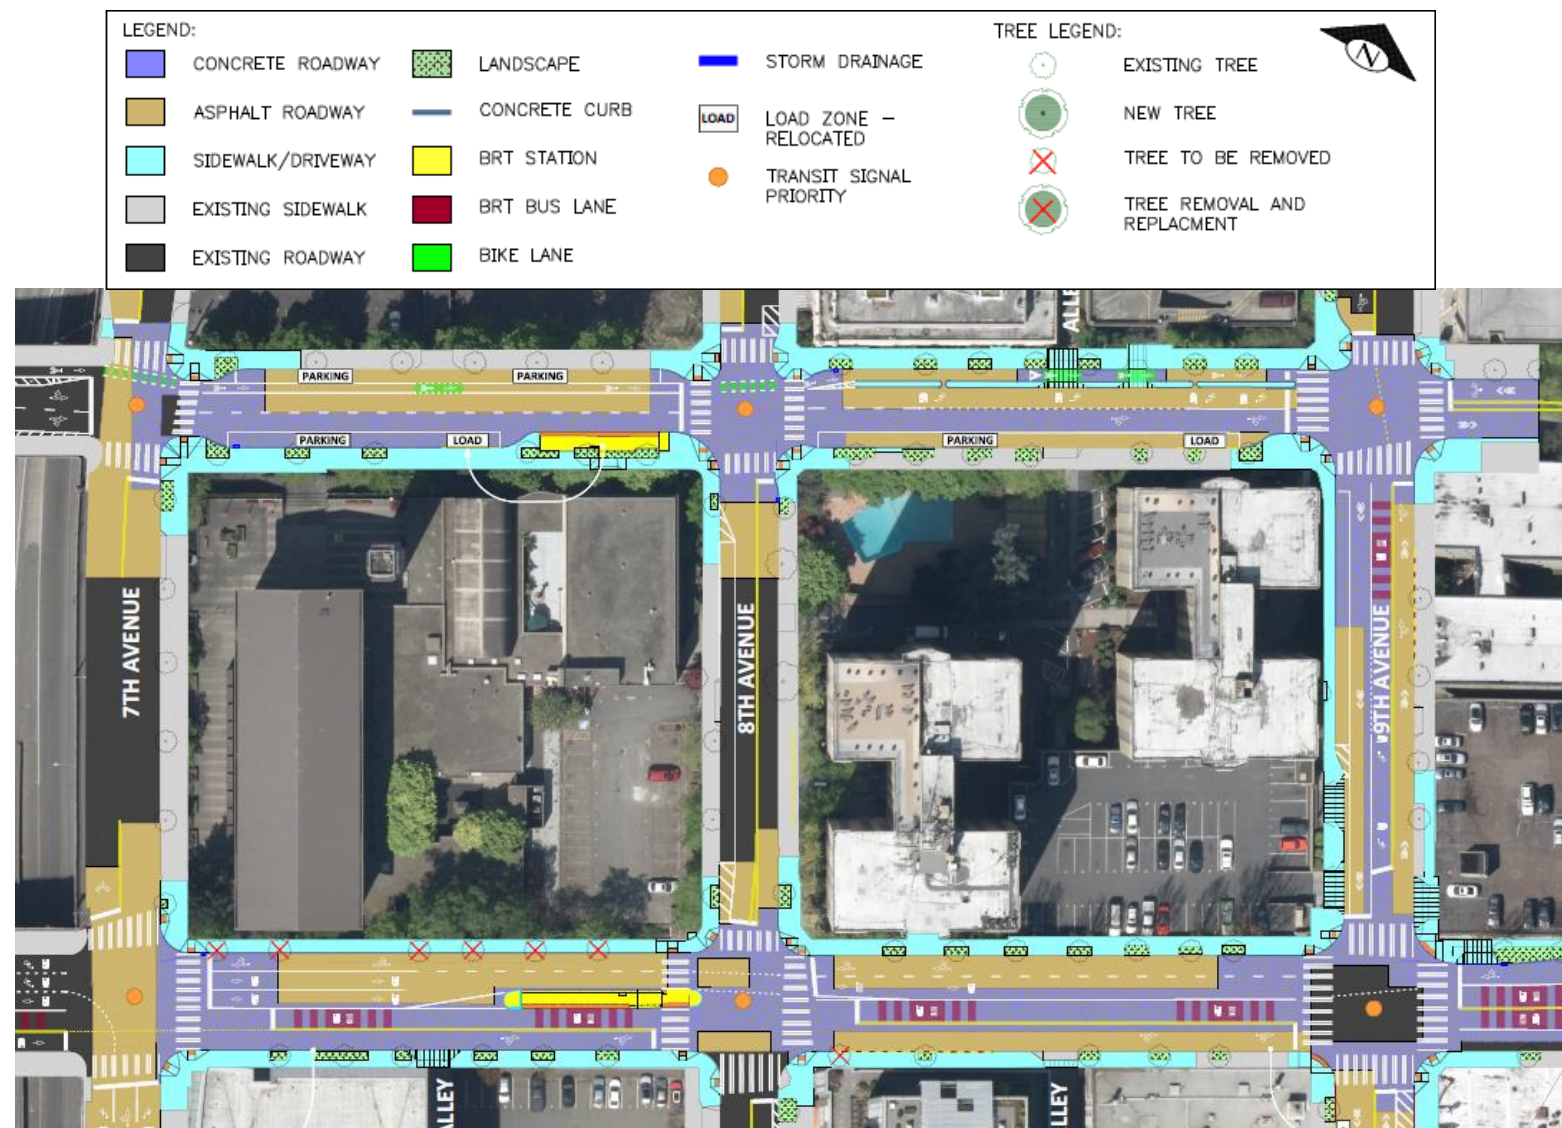 LEGEND:
CONCRETE ROADWAY
ASPHALT ROADWAY
SIDEWALK/DRIVEWAY
EXISTING SIDEWALK
EXISTING ROADWAY
LANDSCAPE
CONCRETE CURB
BRT STATION
BRT BUS LANE
BIKE LANE
STORM DRAINAGE
LOAD
LOAD ZONE –
RELOCATED
TRANSIT SIGNAL
PRIORITY
TREE LEGEND:
EXISTING TREE
NEW TREE
TREE TO BE REMOVED
TREE REMOVAL AND
REPLACMENT
N
ALLE
PARKING
PARKING
PARKING
LOAD
PARKING
LOAD
7TH AVENUE
8TH AVENUE
9TH AVENUE
ALLEY
LLEY